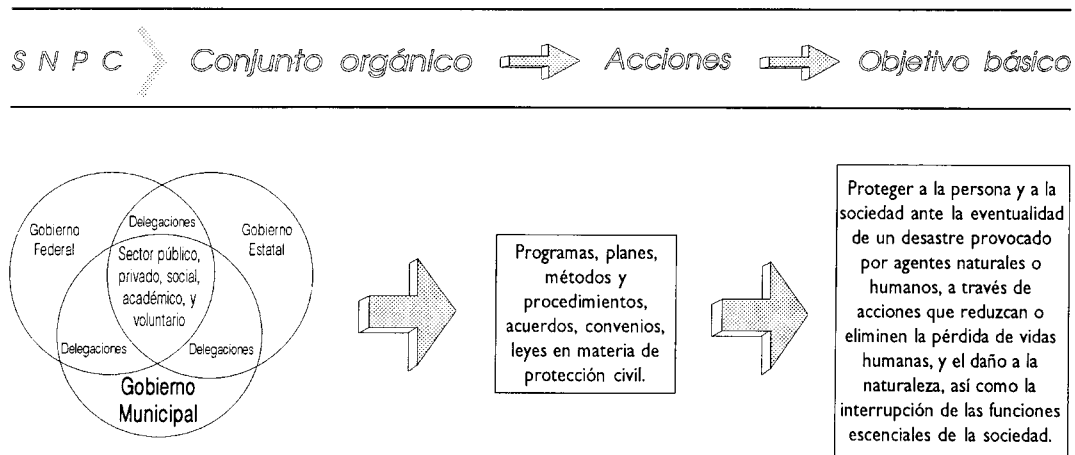 S N P C Conjunto orgánico Acciones Objetivo básico
Gobierno
Federal
Delegaciones
Gobierno
Estatal
Sector público,
privado, social,
académico, y
voluntario
Delegaciones
Delegaciones
Gobierno
Municipal
Programas, planes,
métodos y
procedimientos,
acuerdos, convenios,
leyes en materia de
protección civil.
Proteger a la persona y a la
sociedad ante la eventualidad
de un desastre provocado
por agentes naturales o
humanos, a través de
acciones que reduzcan o
eliminen la pérdida de vidas
humanas, y el daño a la
naturaleza, así como la
interrupción de las funciones
escenciales de la sociedad.